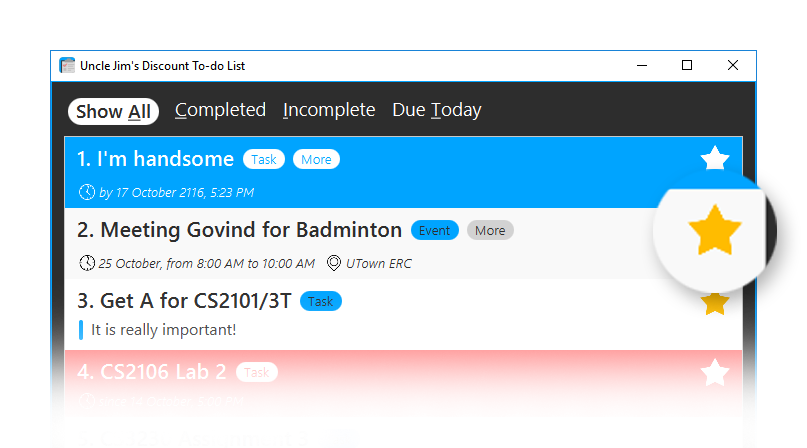 Uncle Jim's Discount To-do List
Show All Completed Incomplete Due Today
1. I'm handsome Task More
by 17 October 2116, 5:23 PM
2. Meeting Govind for Badminton Event More
25 October, from 8:00 AM to 10:00 AM UTown ERC
3. Get A for CS2101/3T Task
It is really important!
4. CS2106 Lab 2 Task